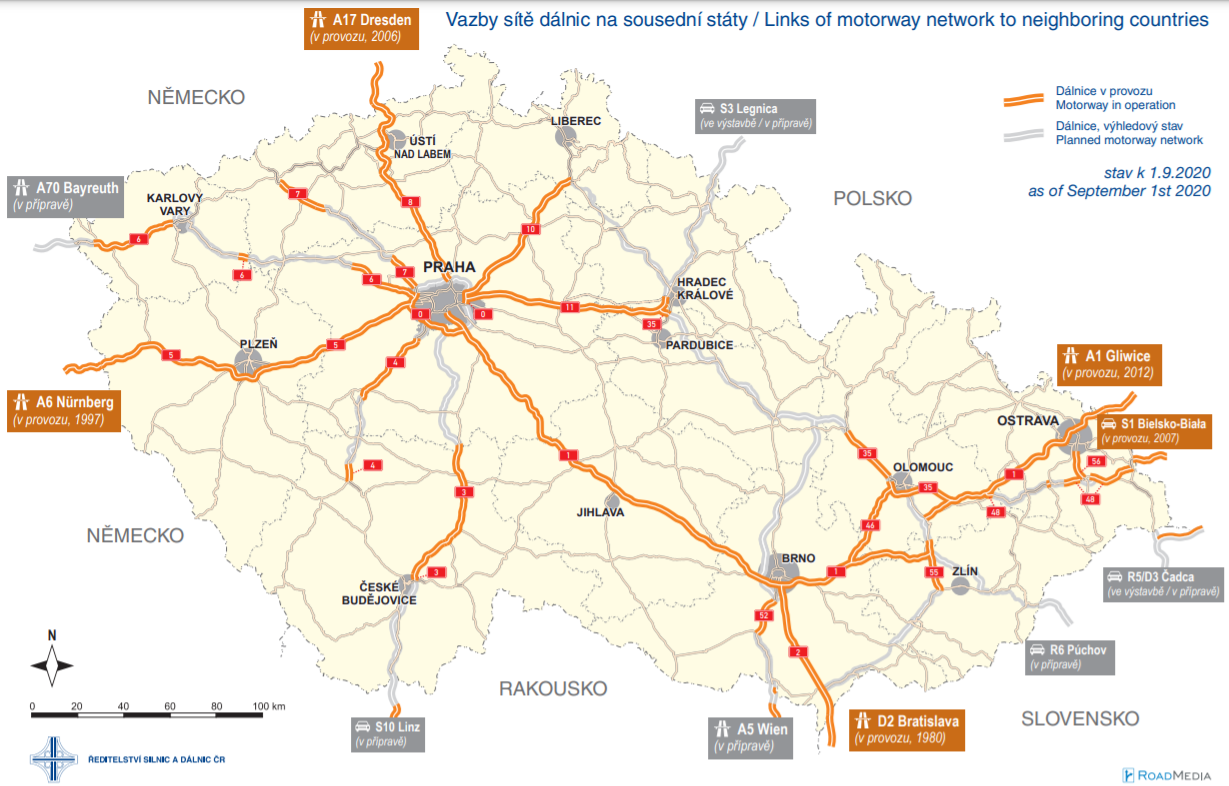 Vazby sítě dálnic na sousední státy / Links of motorway network to neighboring countries
A17 Dresden
(v provozu, 2006)
NĚMECKO
Dálnice v provozu
Motorway in operation
Dálnice, výhledový stav
Planned motorway network
stav k 1.9.2020
as of September 1st 2020
S3 Legnica
(ve výstavbě / v přípravě)
LIBEREC
ÚSTÍ
NAD LABEM
A70 Bayreuth
(v přípravě)
KARLOVY
VARY
POLSKO
7
8
10
6
6
6
7
PRAHA
HRADEC
KRÁLOVÉ
11
0
0
35
PARDUBICE
PLZEŇ
5
5
4
A1 Gliwice
(v provozu, 2012)
A6 Nürnberg
(v provozu, 1997)
OSTRAVA
S1 Bielsko-Biała
(v provozu, 2007)
1
35
4
OLOMOUC
56
1
35
3
48
48
JIHLAVA
46
NĚMECKO
BRNO
1
55
ZLÍN
3
ČESKÉ
BUDĚJOVICE
R5/D3 Čadca
(ve výstavbě / v přípravě)
52
2
N
R6 Púchov
(v přípravě)
RAKOUSKO
0 20 40 60 80 100 km
S10 Linz
(v přípravě)
A5 Wien
(v přípravě)
D2 Bratislava
(v provozu, 1980)
SLOVENSKO
ŘEDITELSTVÍ SILNIC A DÁLNIC ČR
ROADMEDIA